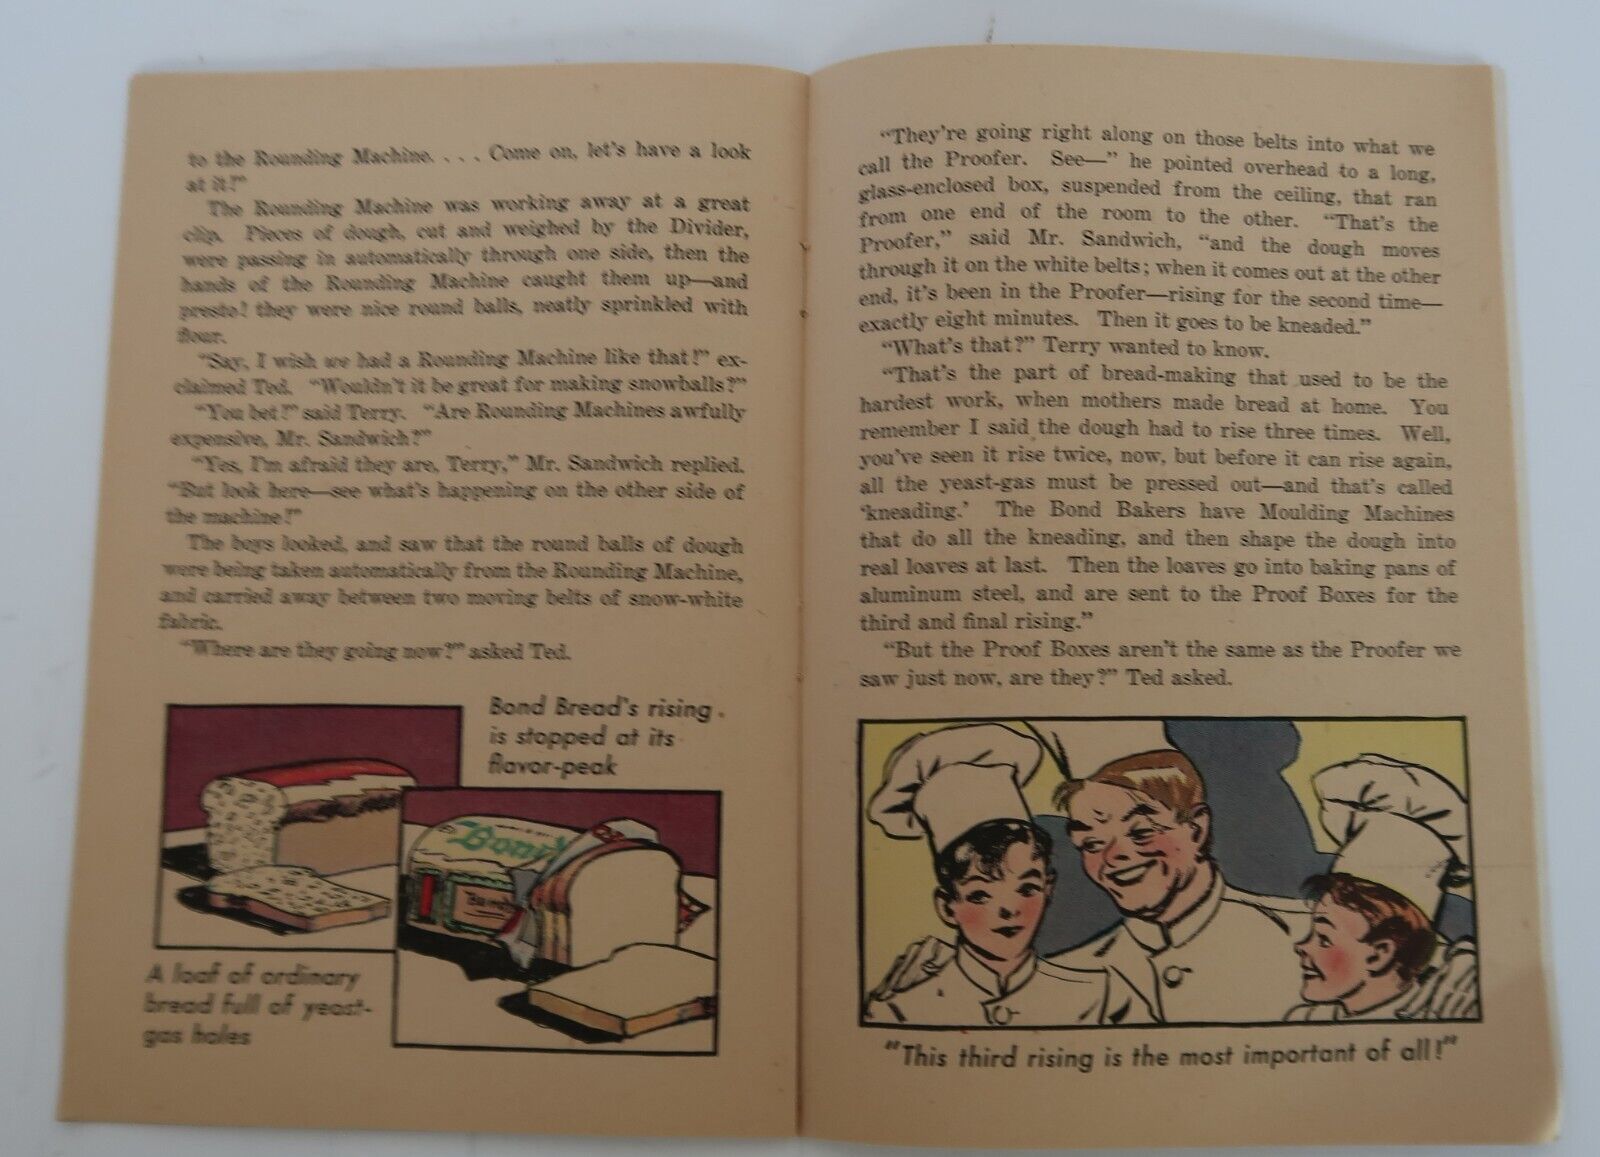 to the Rounding Machine. . . . Come on, let's have a look
at it!"
The Rounding Machine was working away at a great
clip. Pieces of dough, cut and weighed by the Divider,
were passing in automatically through one side, then the
hands of the Rounding Machine caught them up—and
presto! they were nice round balls, neatly sprinkled with
flour.
"Say, I wish we had a Rounding Machine like that!" ex-
claimed Ted. "Wouldn't it be great for making snowballs?"
"You bet!" said Terry. "Are Rounding Machines awfully
expensive, Mr. Sandwich?"
"Yes, I'm afraid they are, Terry," Mr. Sandwich replied.
"But look here—see what's happening on the other side of
the machine!"
The boys looked, and saw that the round balls of dough
were being taken automatically from the Rounding Machine,
and carried away between two moving belts of snow-white
fabric.
"Where are they going now?" asked Ted.
Bond Bread's rising
is stopped at its
flavor-peak
Bond
A loaf of ordinary
bread full of yeast-
gas holes
"They're going right along on those belts into what we
call the Proofer. See—" he pointed overhead to a long,
glass-enclosed box, suspended from the ceiling, that ran
from one end of the room to the other. "That's the
Proofer," said Mr. Sandwich, "and the dough moves
through it on the white belts; when it comes out at the other
end, it's been in the Proofer—rising for the second time—
exactly eight minutes. Then it goes to be kneaded."
"What's that?" Terry wanted to know.
"That's the part of bread-making that used to be the
hardest work, when mothers made bread at home. You
remember I said the dough had to rise three times. Well,
you've seen it rise twice, now, but before it can rise again,
all the yeast-gas must be pressed out—and that's called
'kneading.' The Bond Bakers have Moulding Machines
that do all the kneading, and then shape the dough into
real loaves at last. Then the loaves go into baking pans of
aluminum steel, and are sent to the Proof Boxes for the
third and final rising."
"But the Proof Boxes aren't the same as the Proofer we
saw just now, are they?" Ted asked.
"This third rising is the most important of all!"